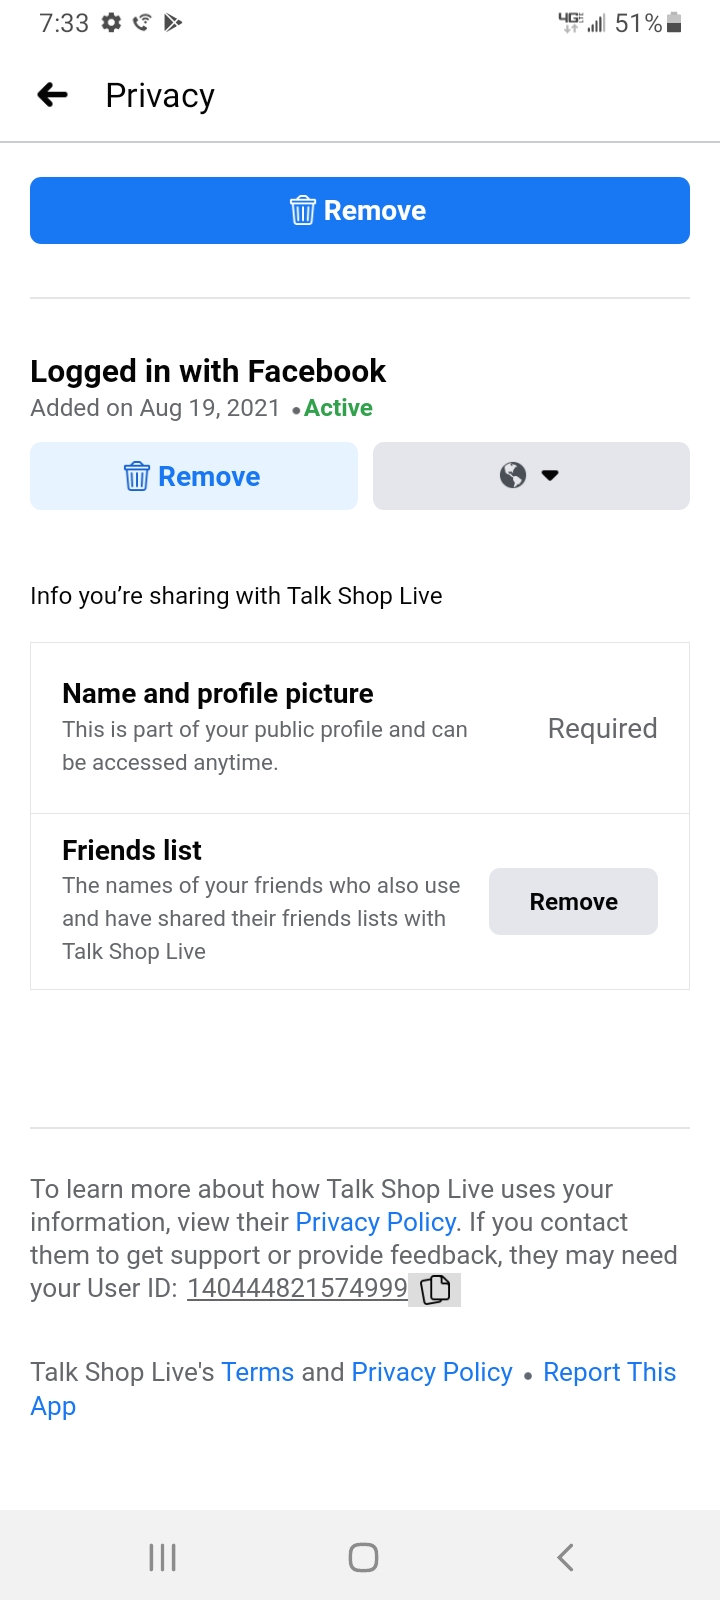 7:33 4G 51%
Privacy
Remove
Logged in with Facebook
Added on Aug 19, 2021 • Active
Remove
Info you’re sharing with Talk Shop Live
Name and profile picture
This is part of your public profile and can
be accessed anytime.
Required
Friends list
The names of your friends who also use
and have shared their friends lists with
Talk Shop Live
Remove
To learn more about how Talk Shop Live uses your
information, view their Privacy Policy. If you contact
them to get support or provide feedback, they may need
your User ID: 140444821574999
Talk Shop Live's Terms and Privacy Policy • Report This
App